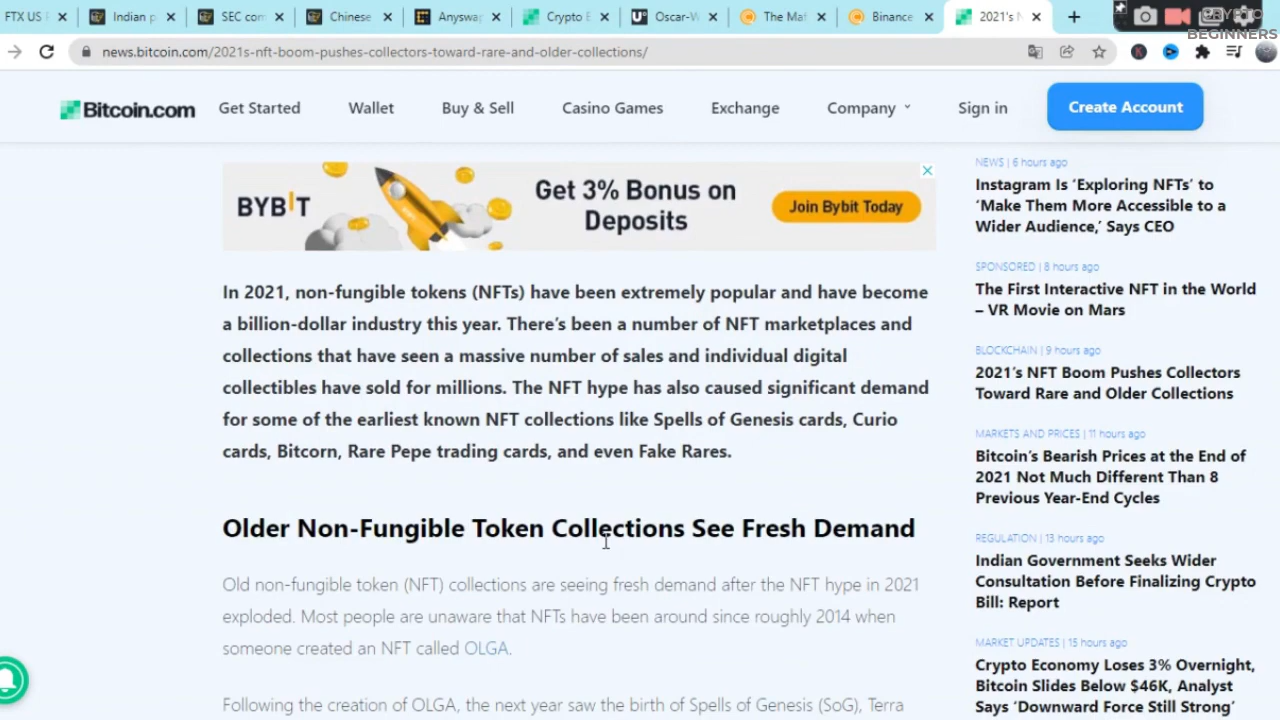 FTX US
Indian p
SEC com
Chinese
Anyswap
Crypto E
Oscar-W
The Ma
Binance
2021's N
CRYPTO
BEGINNERS
news.bitcoin.com/2021s-nft-boom-pushes-collectors-toward-rare-and-older-collections/
Bitcoin.com
Get Started
Wallet
Buy & Sell
Casino Games
Exchange
Company
Sign in
Create Account
BYBIT
Get 3% Bonus on
Deposits
Join Bybit Today
In 2021, non-fungible tokens (NFTs) have been extremely popular and have become
a billion-dollar industry this year. There's been a number of NFT marketplaces and
collections that have seen a massive number of sales and individual digital
collectibles have sold for millions. The NFT hype has also caused significant demand
for some of the earliest known NFT collections like Spells of Genesis cards, Curio
cards, Bitcorn, Rare Pepe trading cards, and even Fake Rares.
Older Non-Fungible Token Collections See Fresh Demand
Old non-fungible token (NFT) collections are seeing fresh demand after the NFT hype in 2021
exploded. Most people are unaware that NFTs have been around since roughly 2014 when
someone created an NFT called OLGA.
Following the creation of OLGA, the next year saw the birth of Spells of Genesis (SoG), Terra
NEWS | 6 hours ago
Instagram Is 'Exploring NFTs' to
'Make Them More Accessible to a
Wider Audience,' Says CEO
SPONSORED | 8 hours ago
The First Interactive NFT in the World
– VR Movie on Mars
BLOCKCHAIN | 9 hours ago
2021's NFT Boom Pushes Collectors
Toward Rare and Older Collections
MARKETS AND PRICES | 11 hours ago
Bitcoin's Bearish Prices at the End of
2021 Not Much Different Than 8
Previous Year-End Cycles
REGULATION | 13 hours ago
Indian Government Seeks Wider
Consultation Before Finalizing Crypto
Bill: Report
MARKET UPDATES | 15 hours ago
Crypto Economy Loses 3% Overnight,
Bitcoin Slides Below $46K, Analyst
Says 'Downward Force Still Strong'